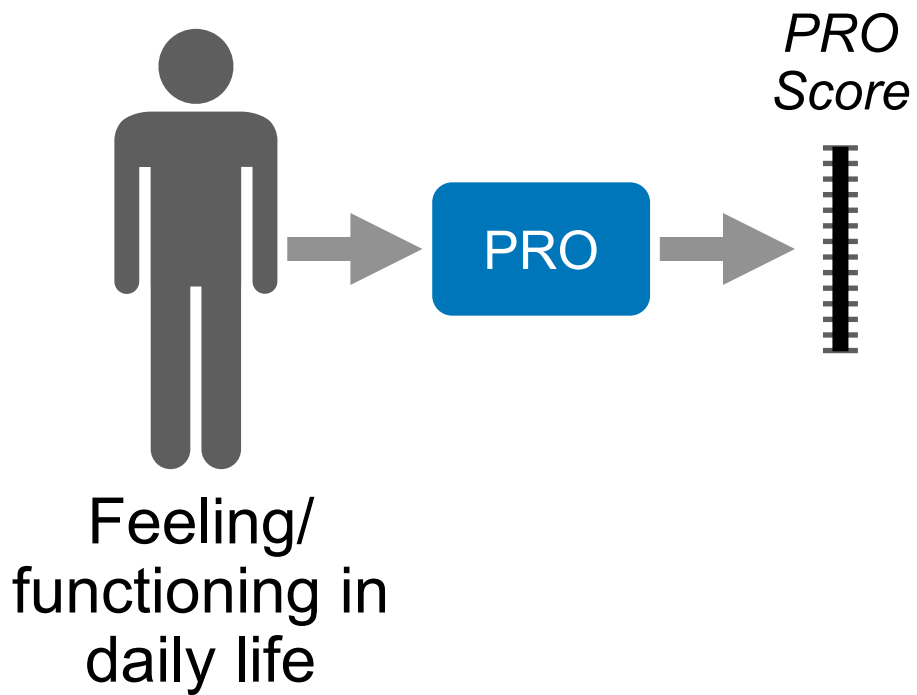 PRO
Score
PRO
Feeling/
functioning in
daily life